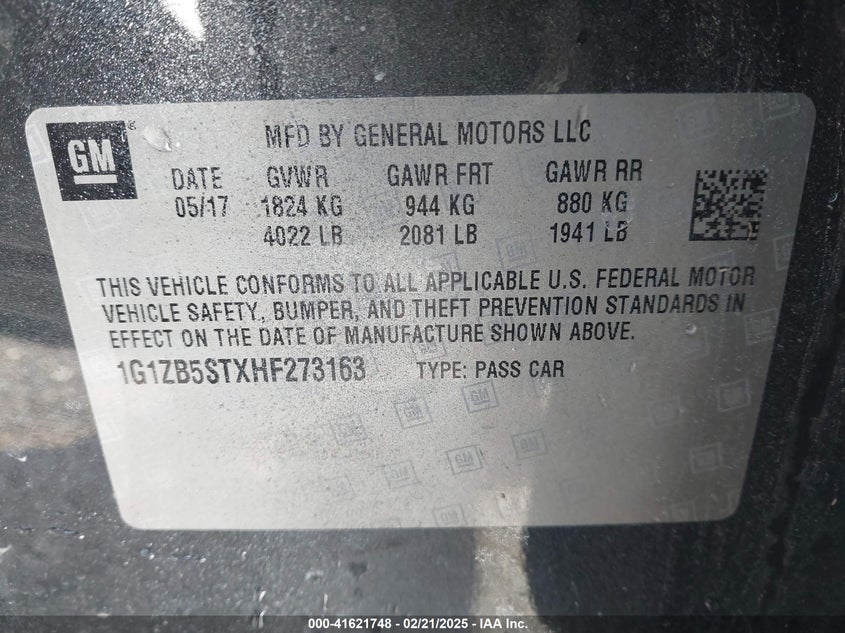 GM
®
MFD BY GENERAL MOTORS LLC
DATE GVWR GAWR FRT GAWR RR
05/17 1824 KG 944 KG 880 KG
4022 LB 2081 LB 1941 LB
THIS VEHICLE CONFORMS TO ALL APPLICABLE U.S. FEDERAL MOTOR
VEHICLE SAFETY, BUMPER, AND THEFT PREVENTION STANDARDS IN
EFFECT ON THE DATE OF MANUFACTURE SHOWN ABOVE.
1G1ZB5STXHF273163 TYPE: PASS CAR
000-41621748 — 02/21/2025 — IAA Inc.